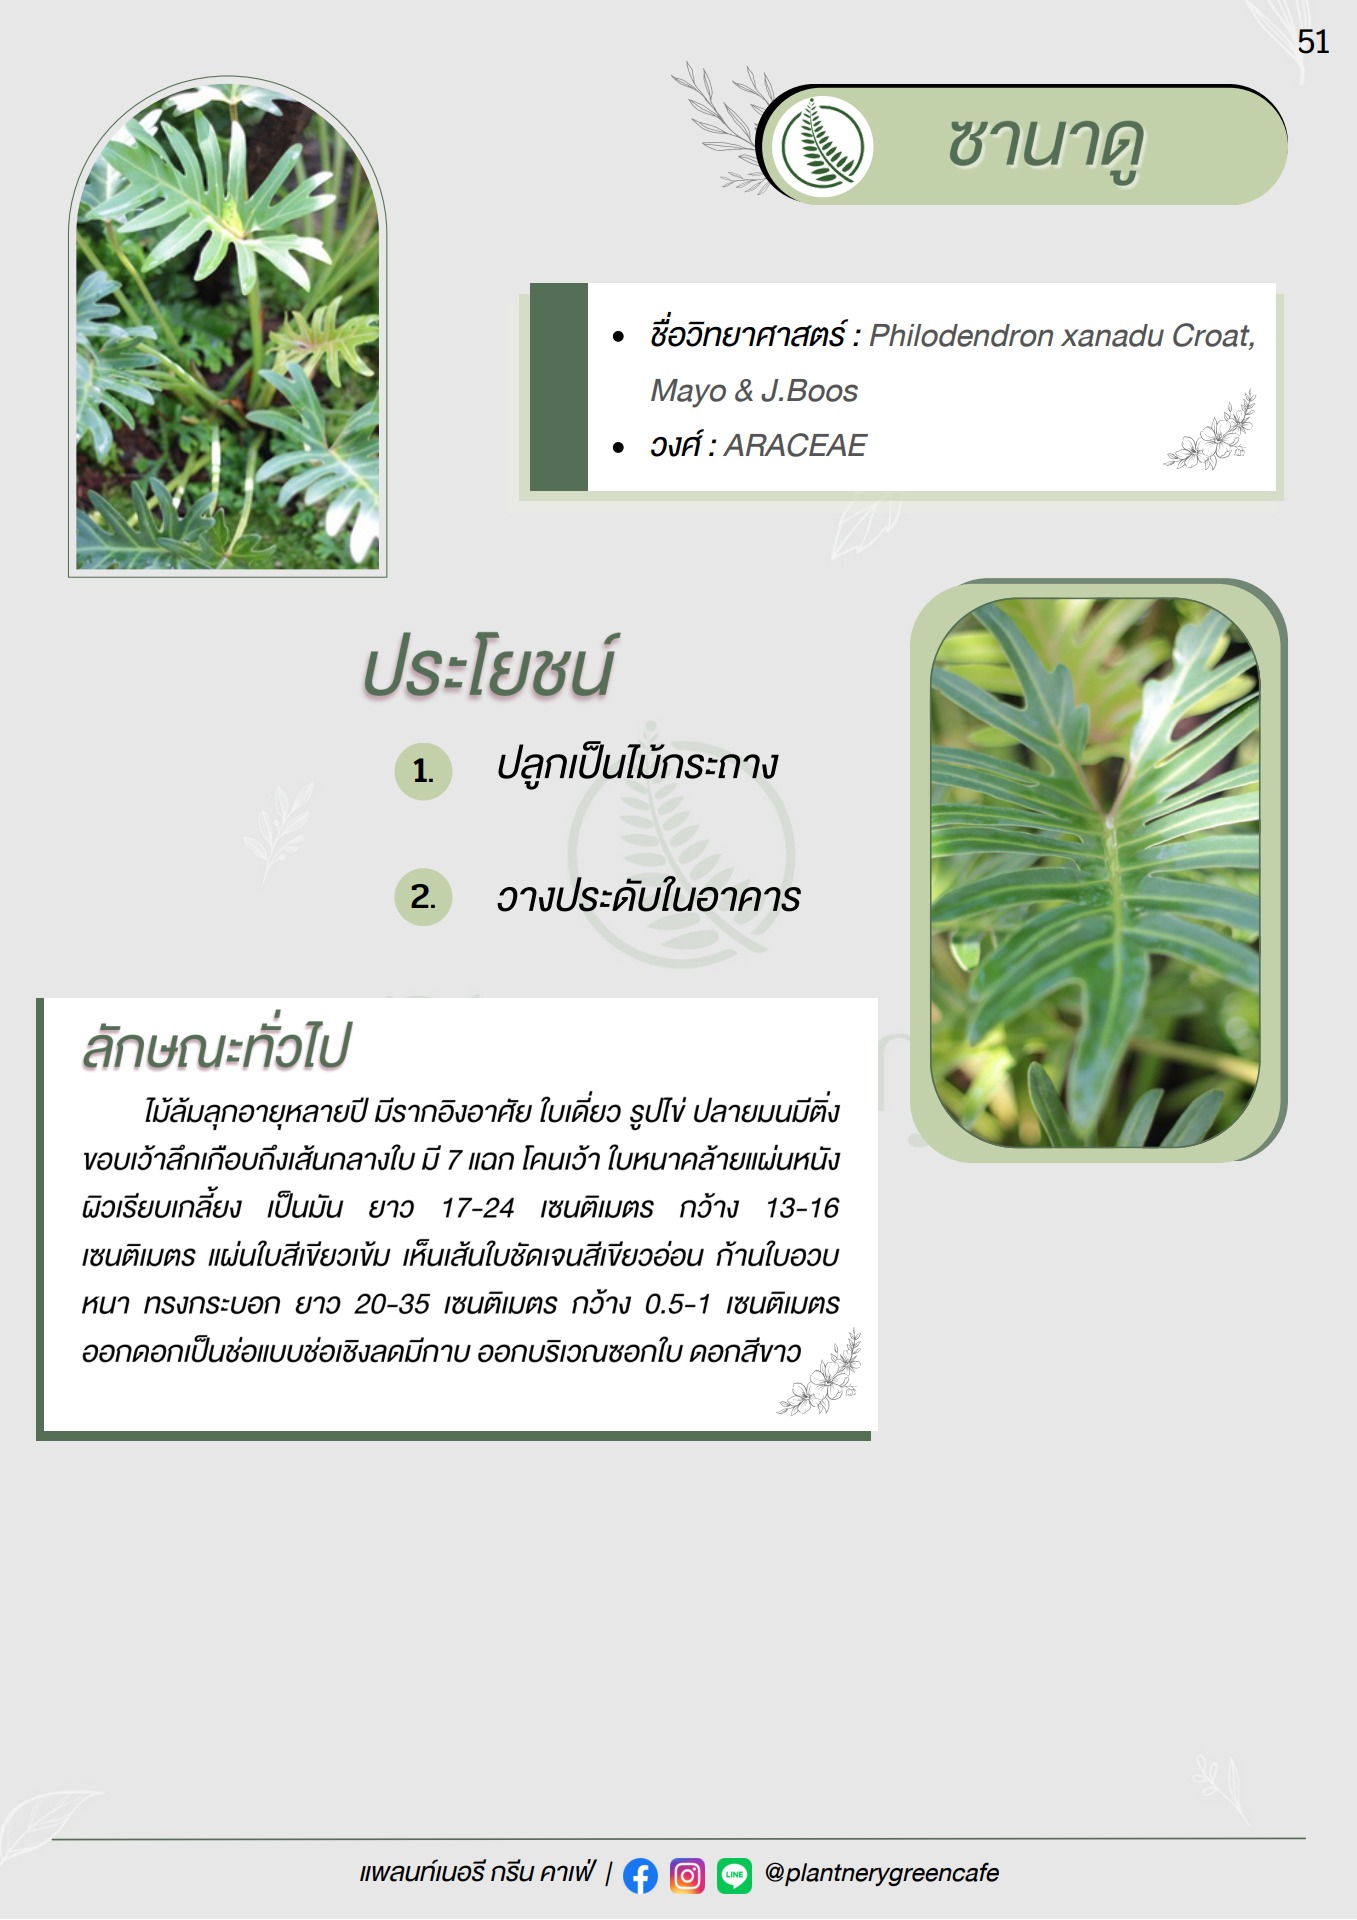 51
ซานาดู
• ชื่อวิทยาศาสตร์ : Philodendron xanadu Croat,
Mayo & J.Boos
• วงศ์ : ARACEAE
ประโยชน์
1. ปลูกเป็นไม้กระถาง
2. วางประดับในอาคาร
ลักษณะทั่วไป
ไม้ล้มลุกอายุหลายปี มีรากอิงอาศัย ใบเดี่ยว รูปไข่ ปลายมนมีติ่ง
ขอบเว้าลึกเกือบถึงเส้นกลางใบ มี 7 แฉก โคนเว้า ใบหนาคล้ายแผ่นหนัง
ผิวเรียบเกลี้ยง เป็นมัน ยาว 17-24 เซนติเมตร กว้าง 13-16
เซนติเมตร แผ่นใบสีเขียวเข้ม เห็นเส้นใบชัดเจนสีเขียวอ่อน ก้านใบอวบ
หนา ทรงกระบอก ยาว 20-35 เซนติเมตร กว้าง 0.5-1 เซนติเมตร
ออกดอกเป็นช่อแบบช่อเชิงลดมีกาบ ออกบริเวณซอกใบ ดอกสีขาว
แพลนท์เนอรี กรีน คาเฟ่ | LINE @plantnerygreencafe